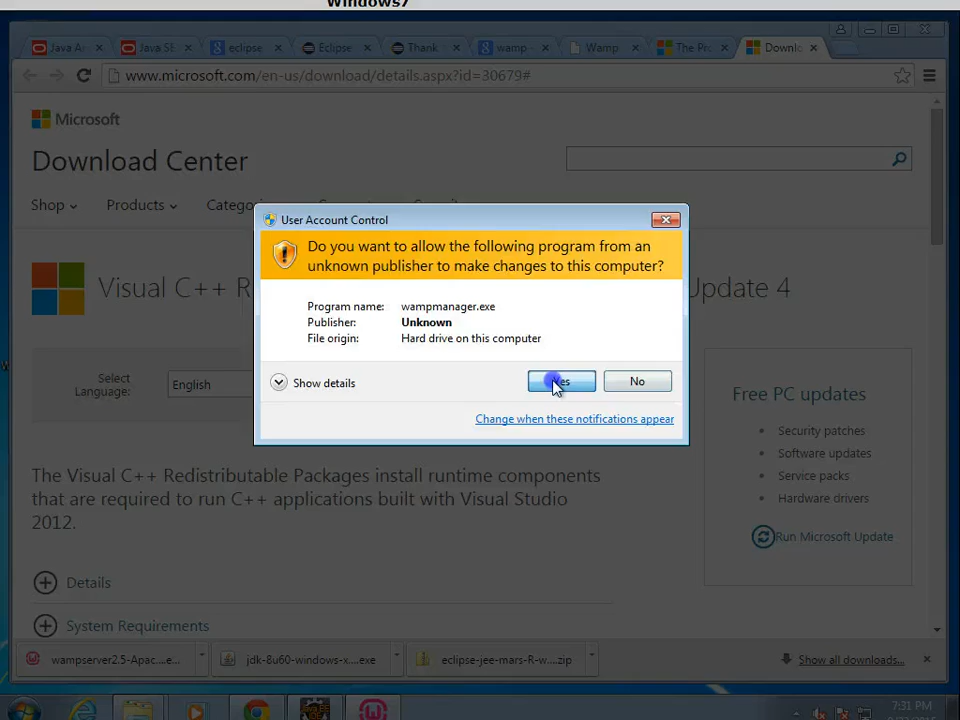 Windows7
Java Ar
Java SE
eclipse
Eclipse
Thank
wamp -
Wamp
The Pro
Downlo
www.microsoft.com/en-us/download/details.aspx?id=30679#
Microsoft
Download Center
Shop
Products
Catego
Visual C++ R
Update 4
User Account Control
Do you want to allow the following program from an
unknown publisher to make changes to this computer?
Program name: wampmanager.exe
Publisher: Unknown
File origin: Hard drive on this computer
Show details
Yes
No
Change when these notifications appear
Select
Language:
English
Free PC updates
Security patches
Software updates
Service packs
Hardware drivers
Run Microsoft Update
The Visual C++ Redistributable Packages install runtime components
that are required to run C++ applications built with Visual Studio
2012.
Details
System Requirements
wampserver2.5-Apac....e...
jdk-8u60-windows-x....exe
eclipse-jee-mars-R-w....zip
Show all downloads...
7:31 PM